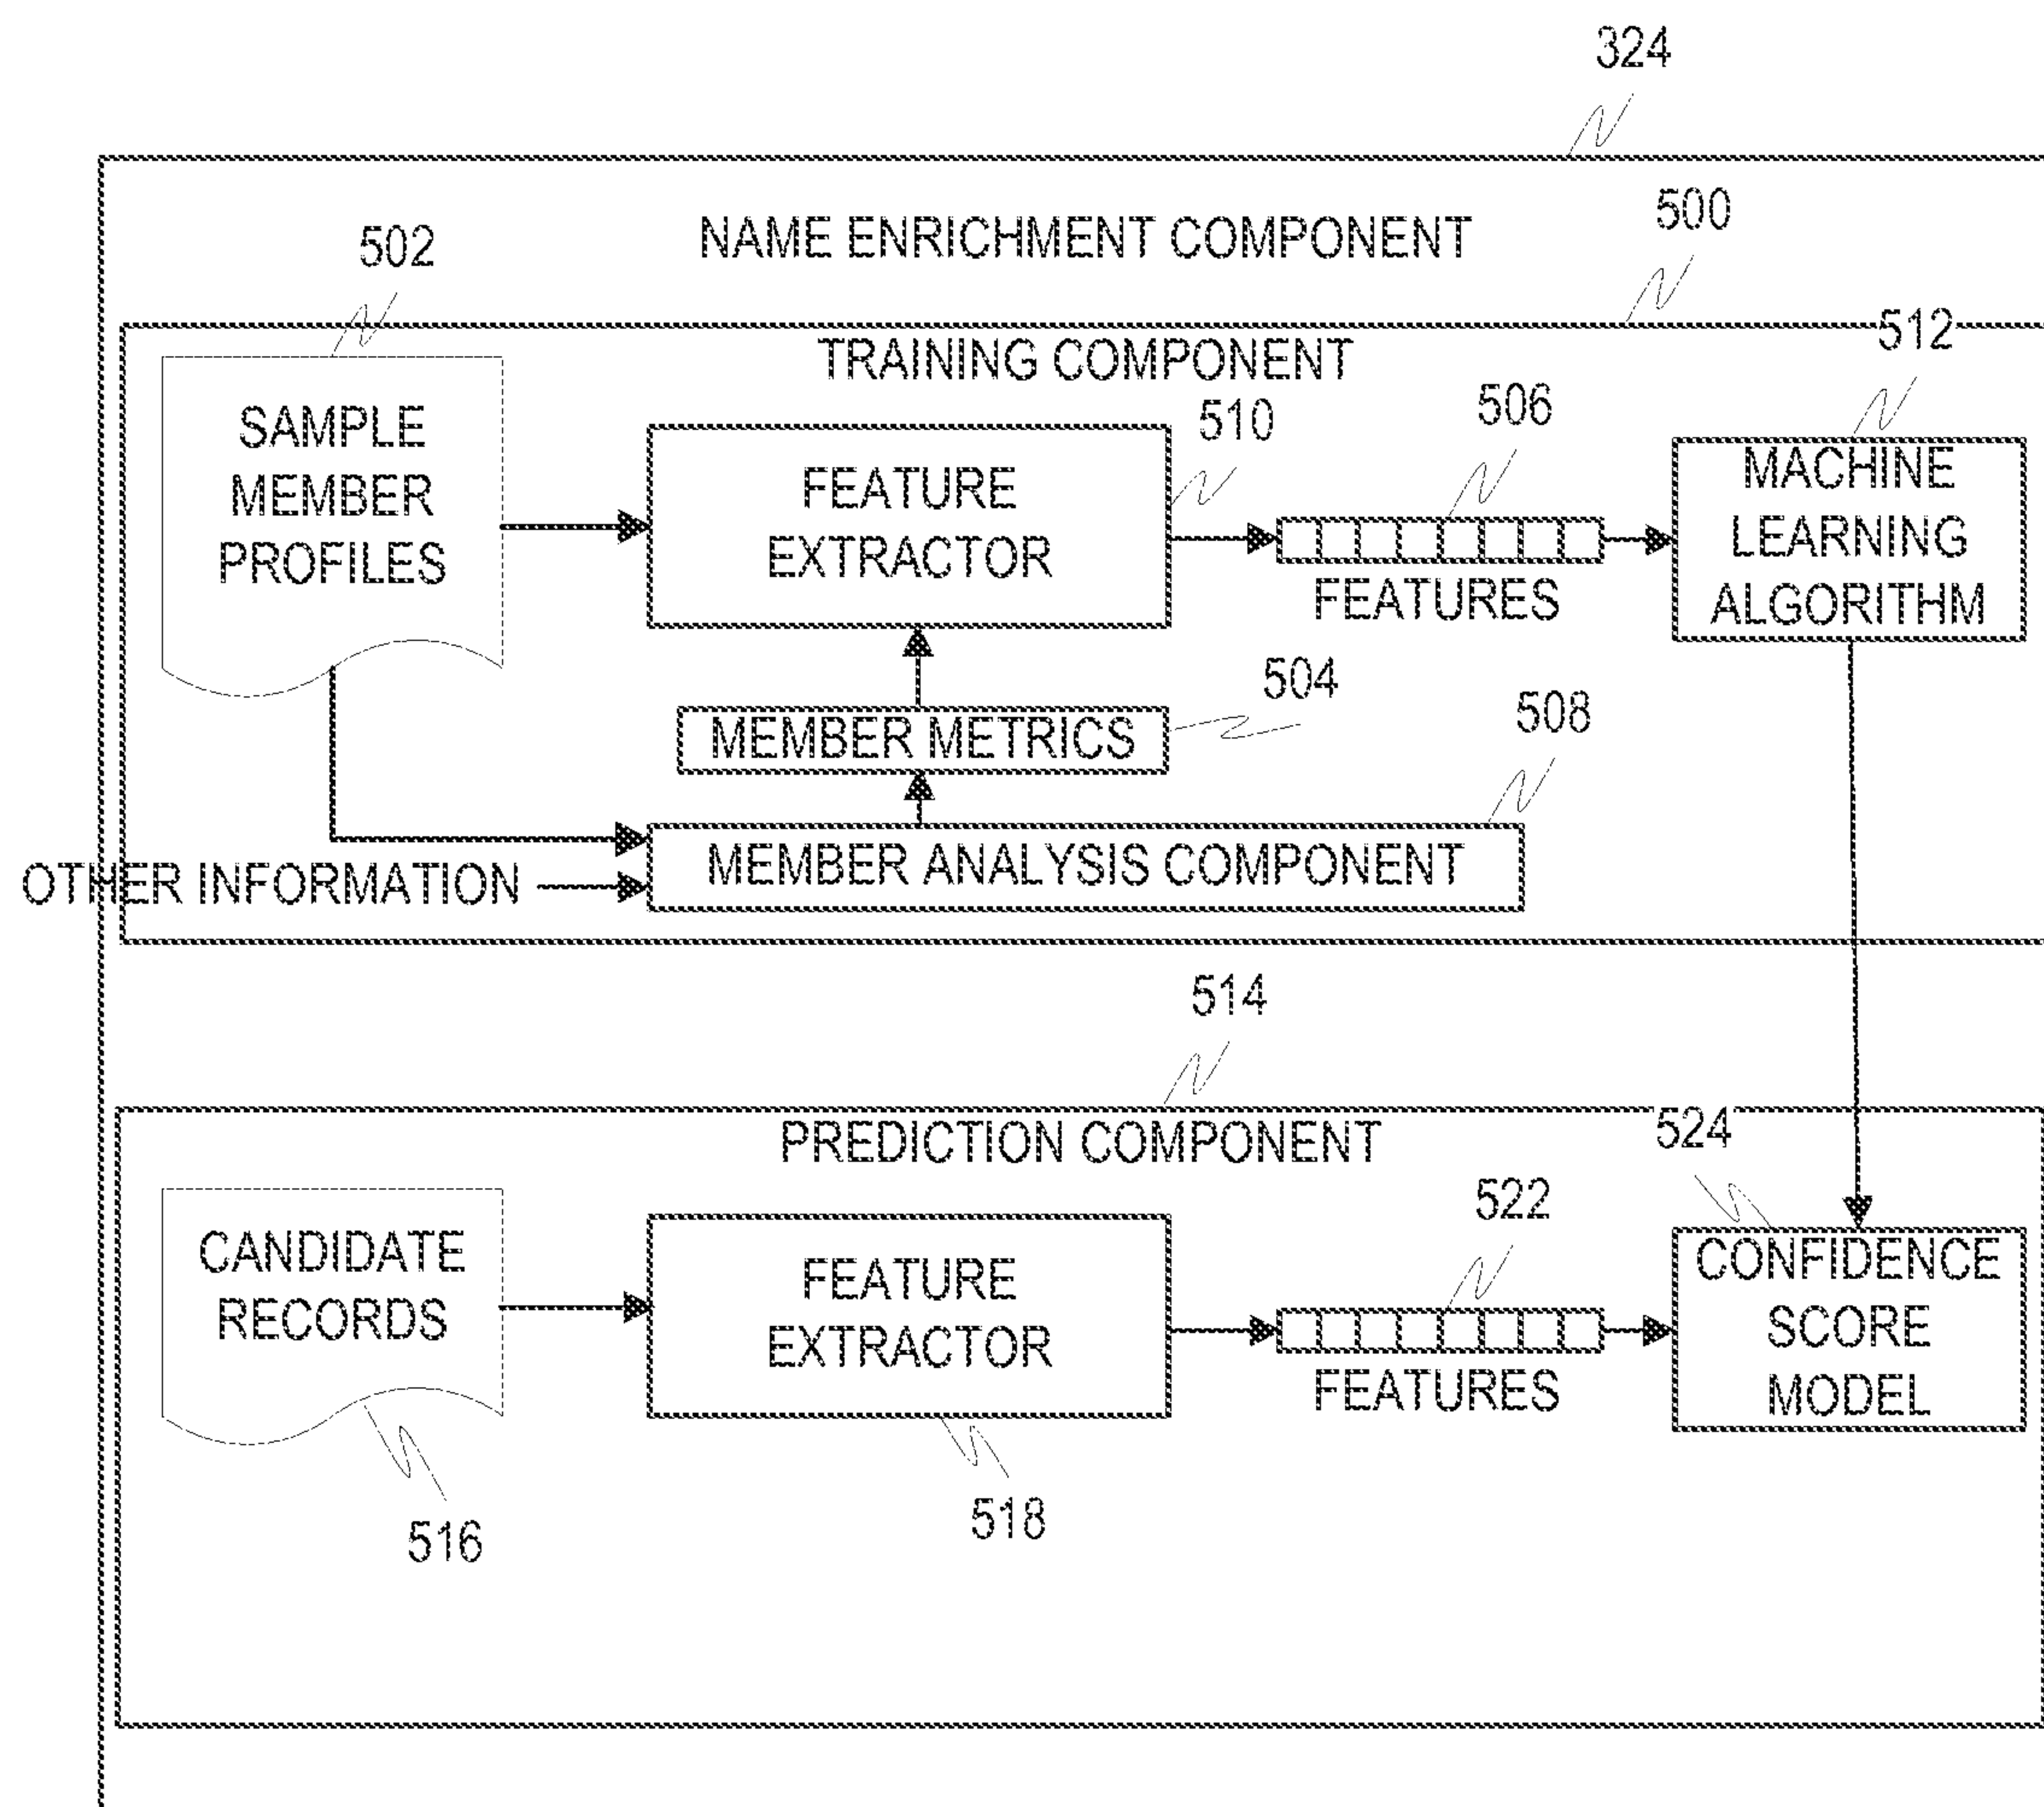 324
NAME ENRICHMENT COMPONENT
500
502
TRAINING COMPONENT
512
SAMPLE
MEMBER
PROFILES
FEATURE
EXTRACTOR
510
506
FEATURES
MACHINE
LEARNING
ALGORITHM
MEMBER METRICS
504
508
OTHER INFORMATION
MEMBER ANALYSIS COMPONENT
514
PREDICTION COMPONENT
524
CANDIDATE
RECORDS
FEATURE
EXTRACTOR
522
FEATURES
CONFIDENCE
SCORE
MODEL
516
518